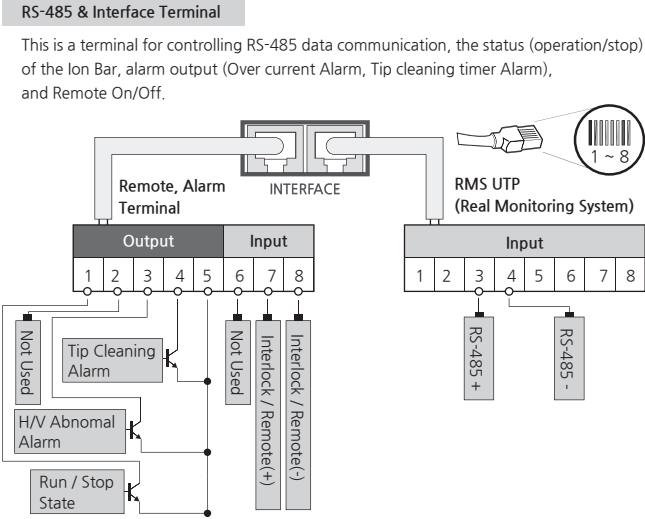 RS-485 & Interface Terminal
This is a terminal for controlling RS-485 data communication, the status (operation/stop)
of the Ion Bar, alarm output (Over current Alarm, Tip cleaning timer Alarm),
and Remote On/Off.
1 ~ 8
INTERFACE
Remote, Alarm
Terminal
RMS UTP
(Real Monitoring System)
Output
Input
1 2 3 4 5 6 7 8
Input
1 2 3 4 5 6 7 8
Not Used
Tip Cleaning
Alarm
H/V Abnomal
Alarm
Run / Stop
State
Not Used
Interlock / Remote(+)
Interlock / Remote(-)
RS-485 +
RS-485 -